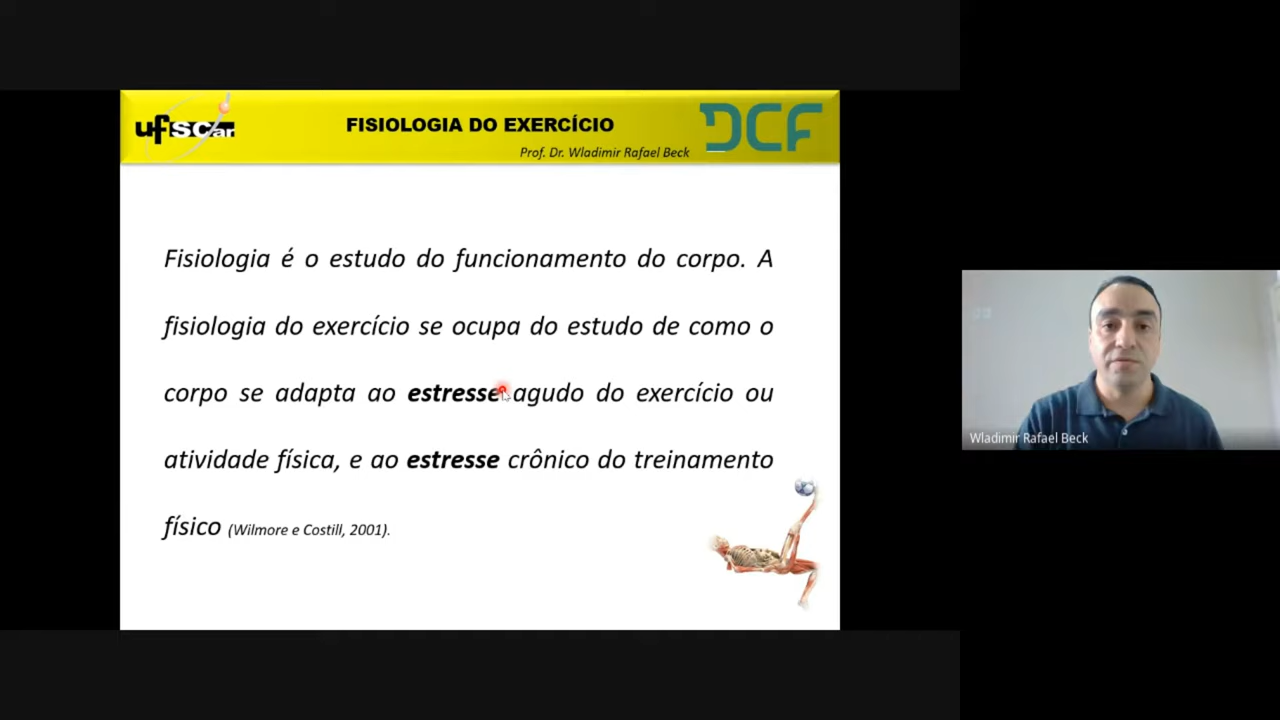 ufscar
FISIOLOGIA DO EXERCÍCIO
Prof. Dr. Wladimir Rafael Beck
DCF
Fisiologia é o estudo do funcionamento do corpo. A
fisiologia do exercício se ocupa do estudo de como o
corpo se adapta ao estresse agudo do exercício ou
atividade física, e ao estresse crônico do treinamento
físico (Wilmore e Costill, 2001).
Wladimir Rafael Beck